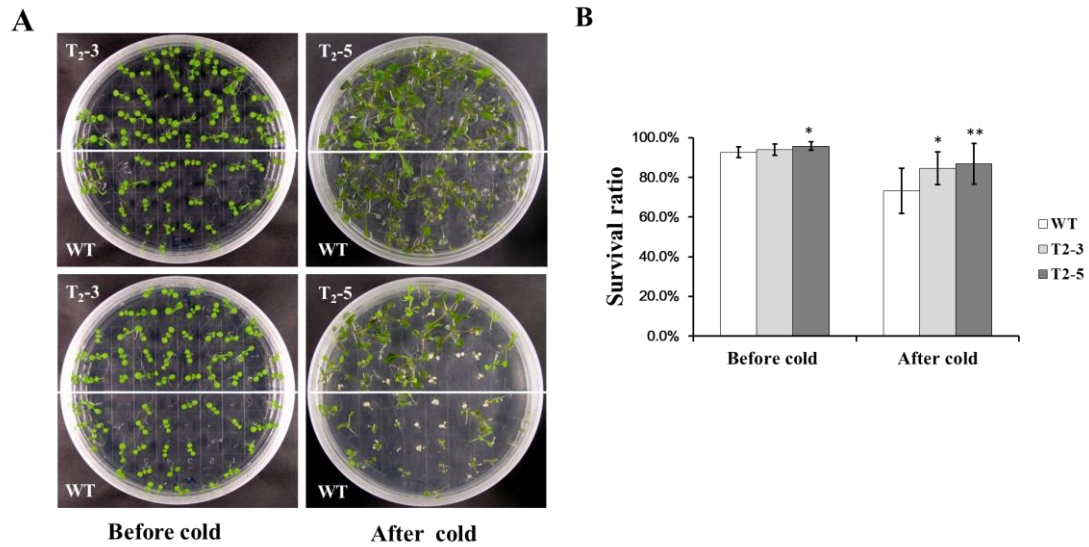 A
T₂-3
T₂-5
WT
WT
T₂-3
T₂-5
WT
WT
Before cold
After cold
B
Survival ratio
100.0%
80.0%
60.0%
40.0%
20.0%
0.0%
*
*
**
Before cold
After cold
WT
T2-3
T2-5